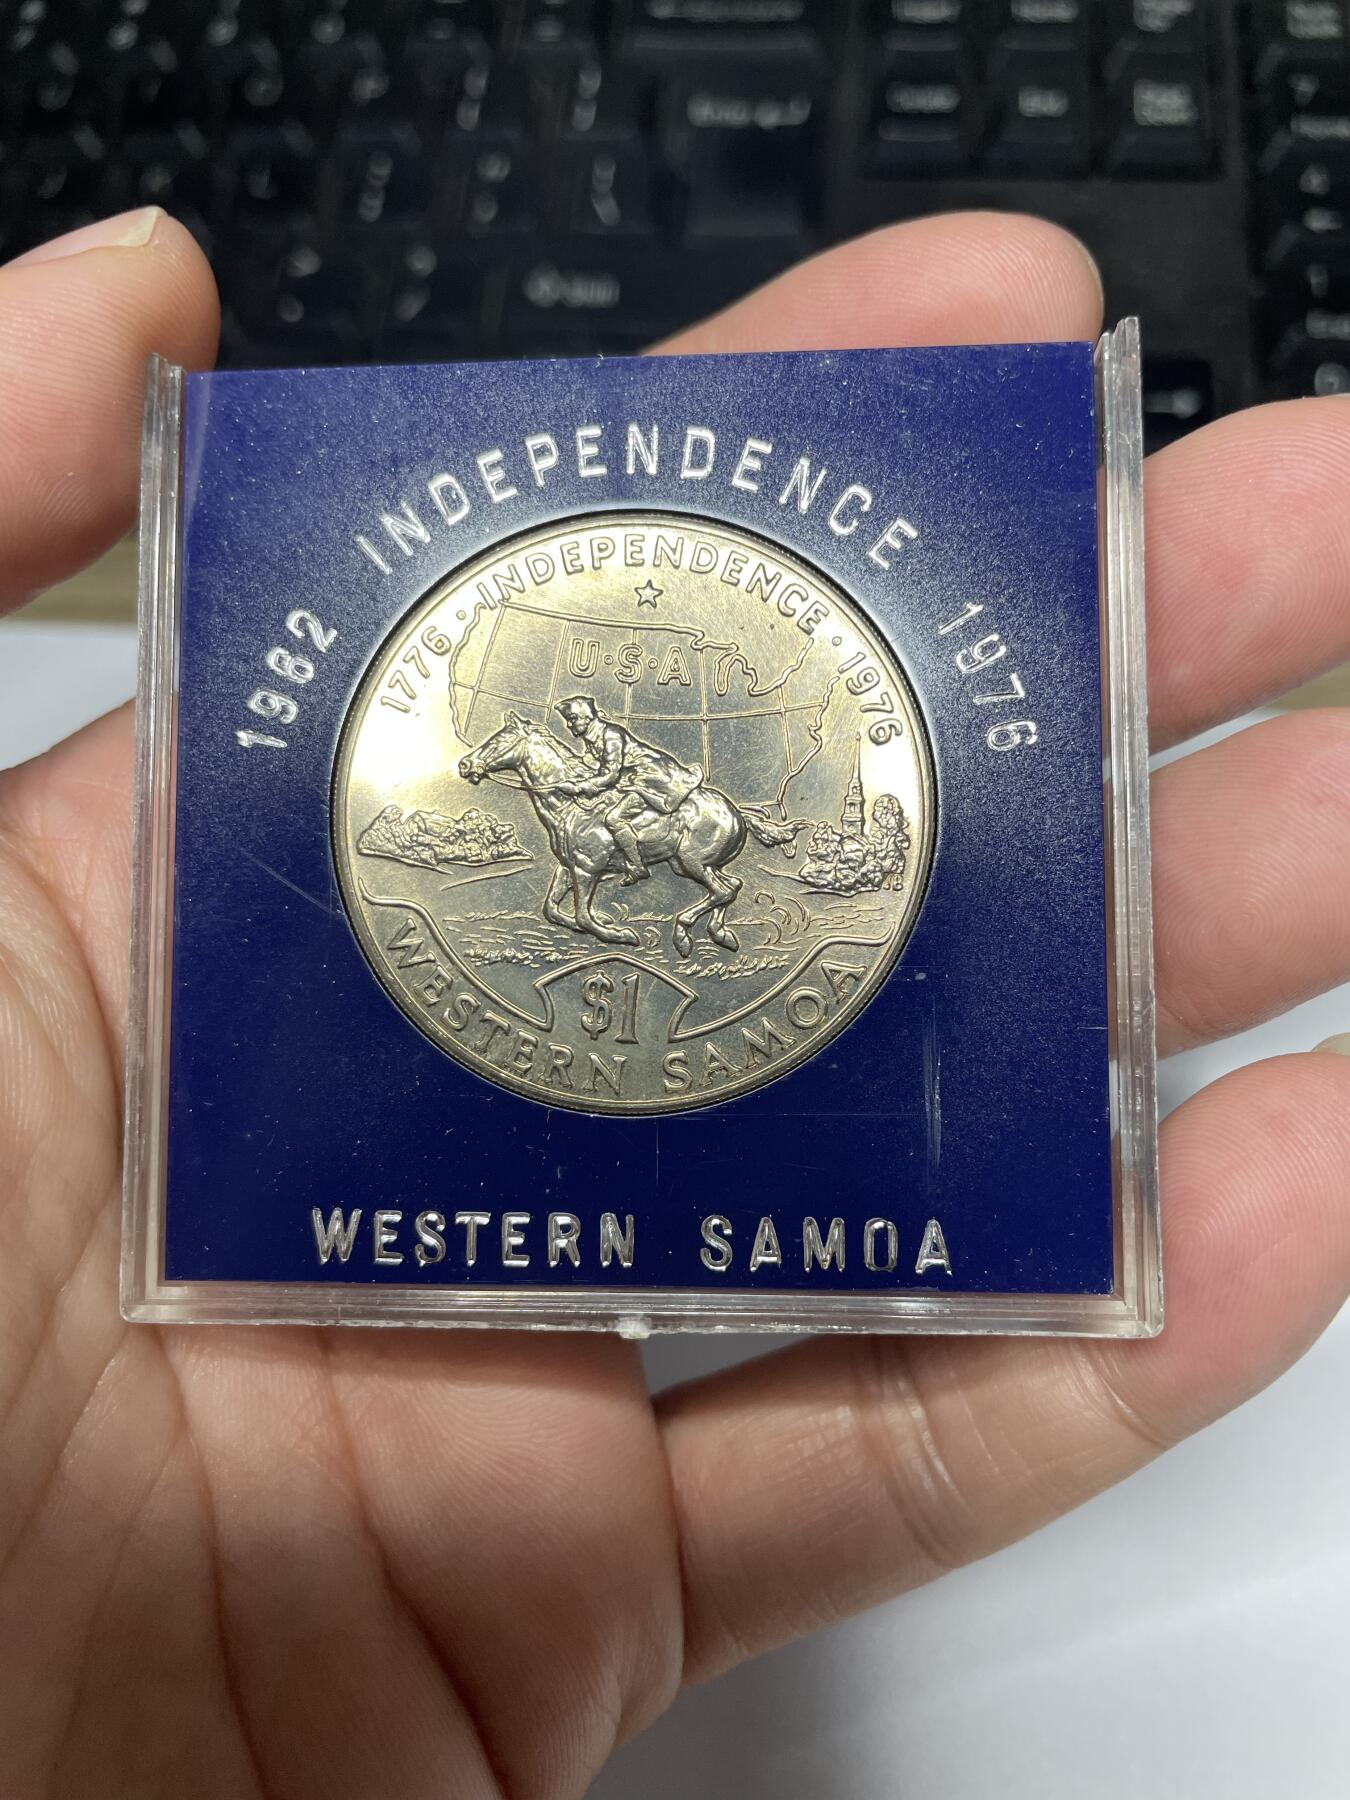 1962 INDEPENDENCE 1976
1776 · INDEPENDENCE · 1976
U·S·A
$1
WESTERN SAMOA
WESTERN SAMOA